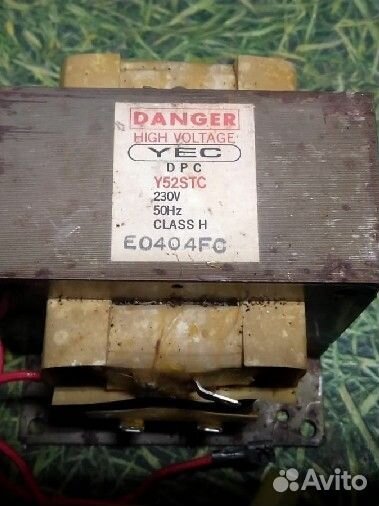 DANGER
HIGH VOLTAGE
YEC
DPC
Y52STC
230V
50Hz
CLASS H
E0404FC
Avito